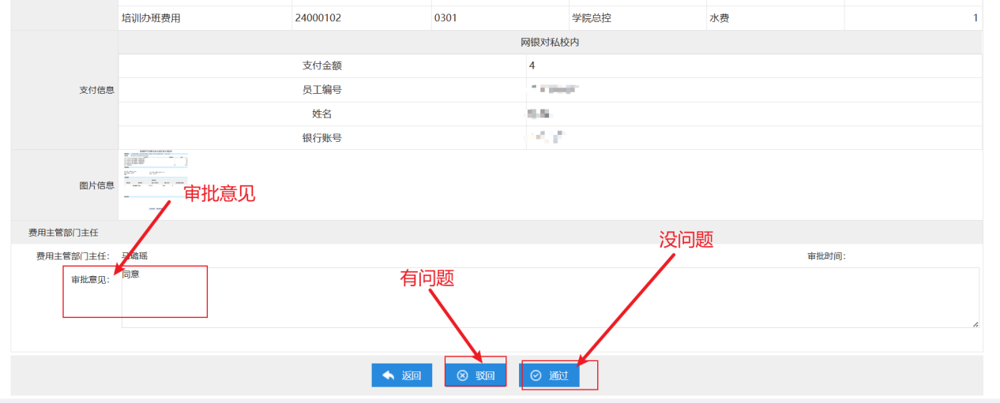 培训办班费用 24000102 0301 学院总控 水费 1
网银对私校内
支付信息
支付金额 4
员工编号
姓名
银行账号
图片信息
审批意见
费用主管部门主任
没问题
费用主管部门主任： 马璐瑶 审批时间：
有问题
审批意见： 同意
返回 驳回 通过